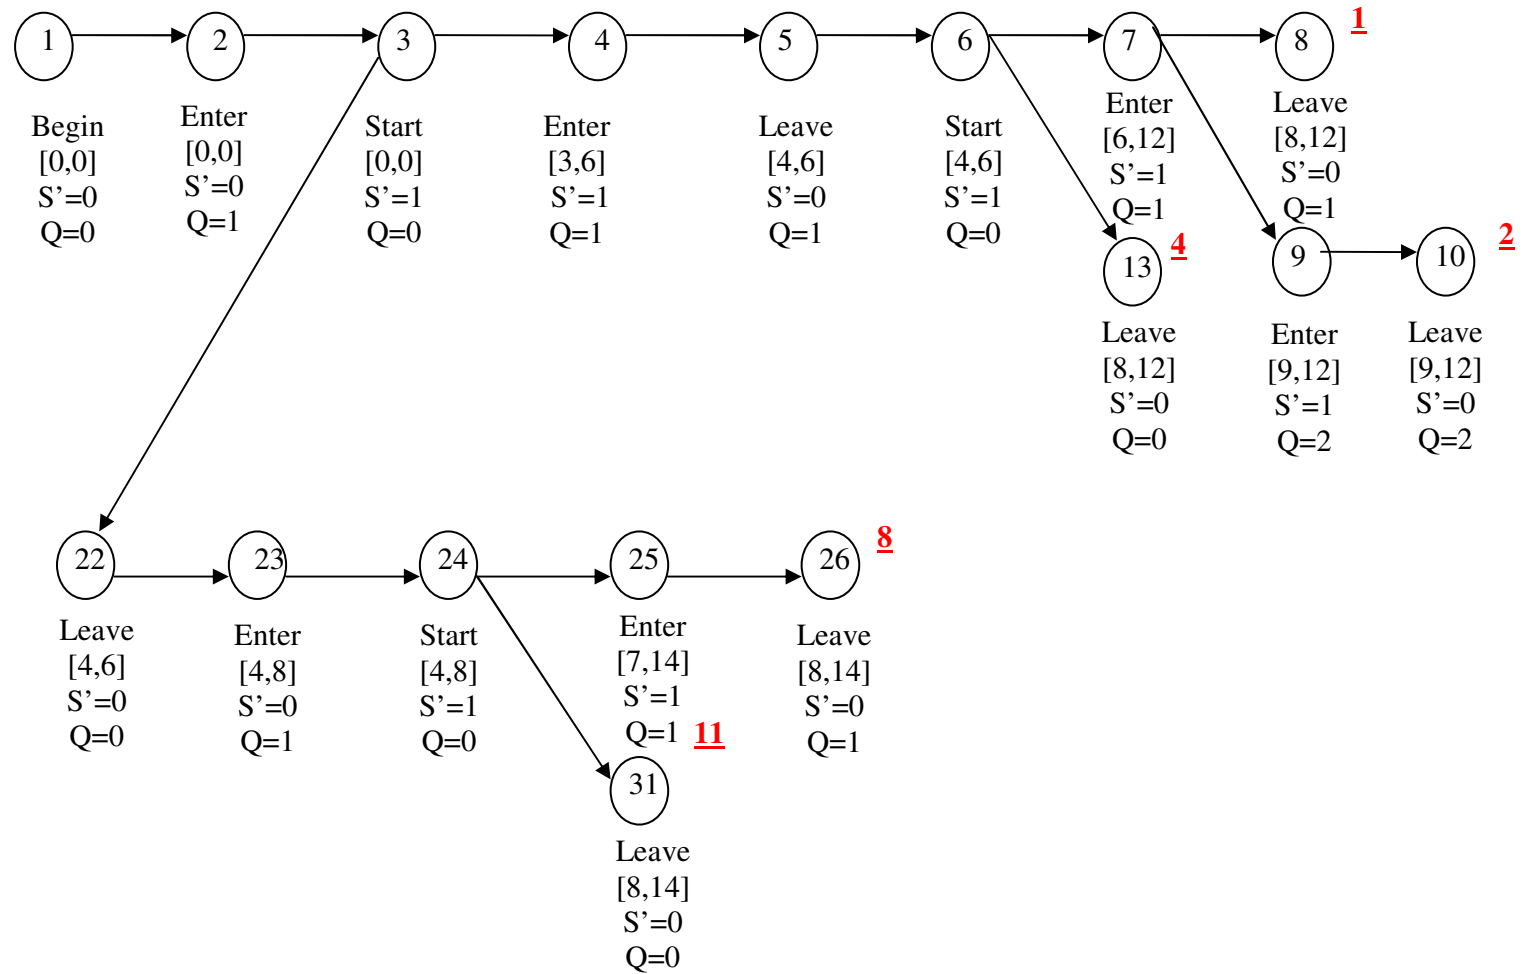 1
2
3
4
5
6
7
8
1
Begin
[0,0]
S’=0
Q=0
Enter
[0,0]
S’=0
Q=1
Start
[0,0]
S’=1
Q=0
Enter
[3,6]
S’=1
Q=1
Leave
[4,6]
S’=0
Q=1
Start
[4,6]
S’=1
Q=0
Enter
[6,12]
S’=1
Q=1
Leave
[8,12]
S’=0
Q=1
13
4
9
10
2
Leave
[8,12]
S’=0
Q=0
Enter
[9,12]
S’=1
Q=2
Leave
[9,12]
S’=0
Q=2
22
23
24
25
26
8
Leave
[4,6]
S’=0
Q=0
Enter
[4,8]
S’=0
Q=1
Start
[4,8]
S’=1
Q=0
Enter
[7,14]
S’=1
Q=1
Leave
[8,14]
S’=0
Q=1
11
31
Leave
[8,14]
S’=0
Q=0